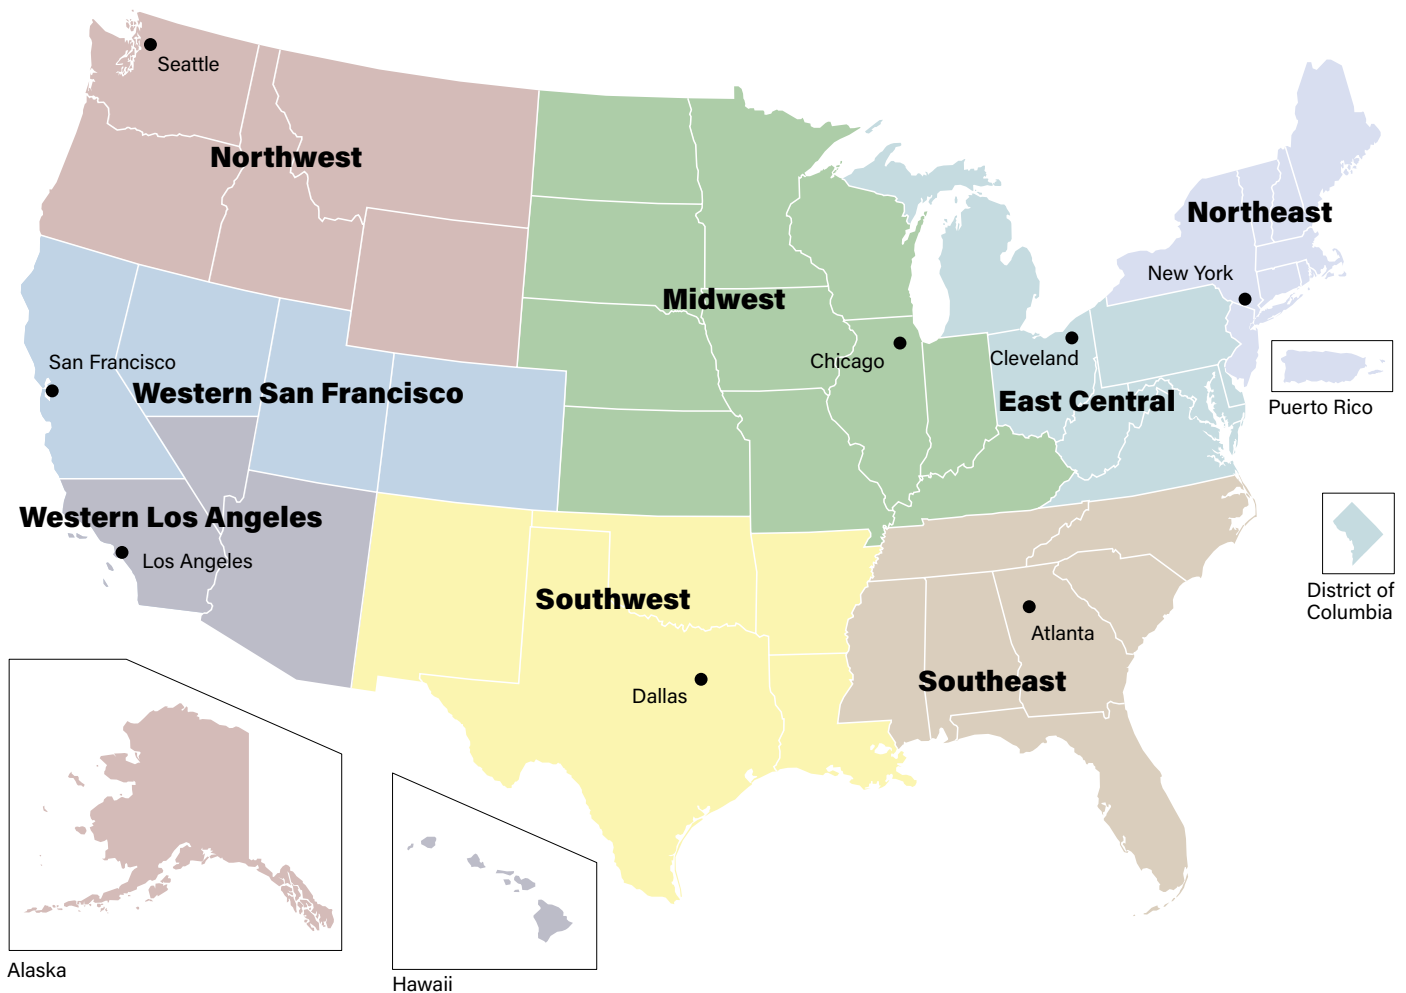 Seattle
Northwest
Northeast
New York
Midwest
San Francisco
Chicago
Cleveland
Western San Francisco
East Central
Puerto Rico
Western Los Angeles
Los Angeles
District of
Columbia
Southwest
Atlanta
Southeast
Dallas
Alaska
Hawaii